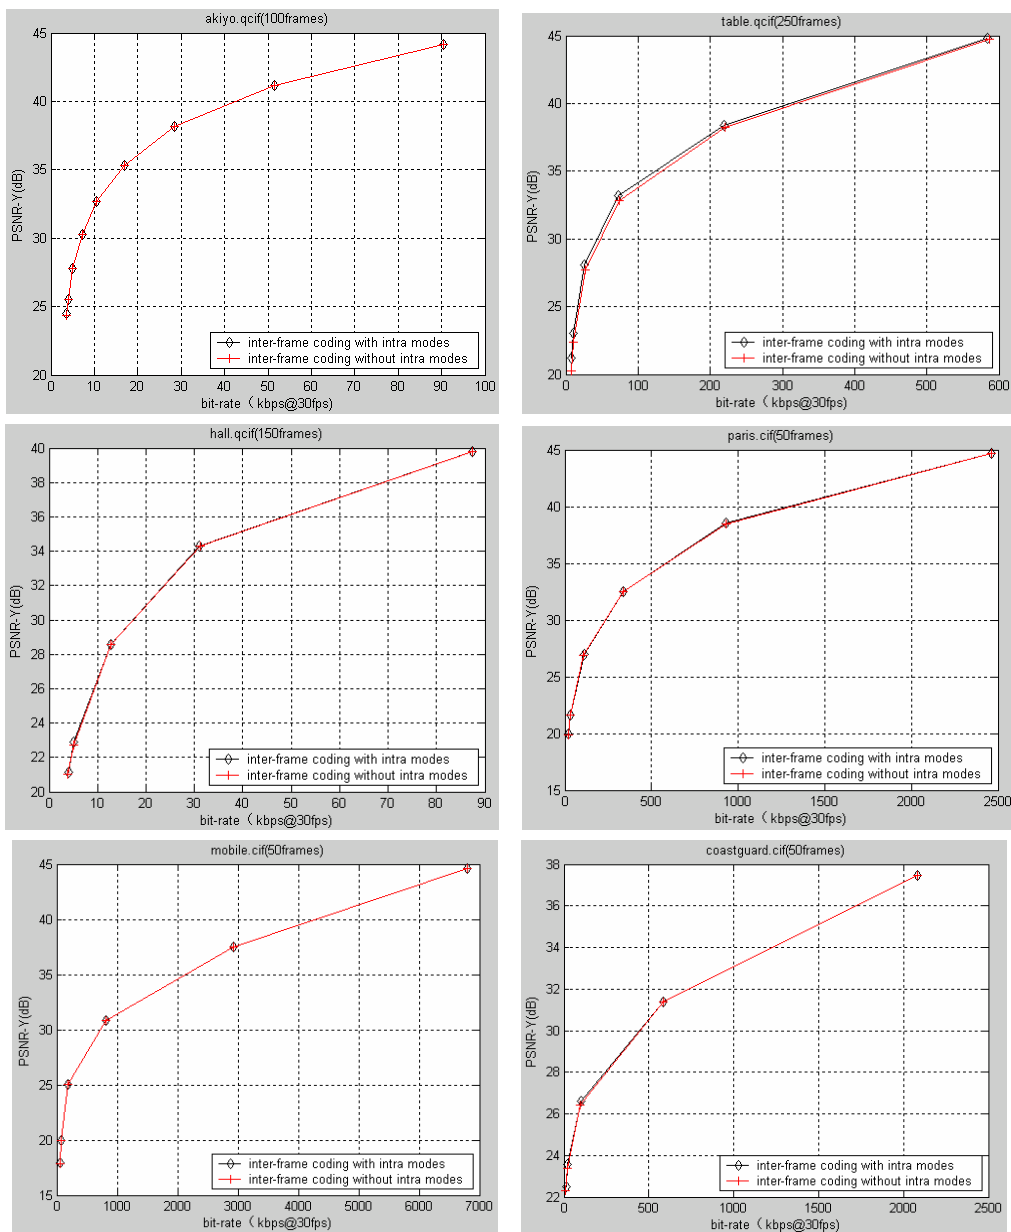 akiyo.qcif(100frames)
45
40
35
30
25
20
PSNR-Y(dB)
0 10 20 30 40 50 60 70 80 90 100
bit-rate（ kbps@30fps)
inter-frame coding with intra modes
inter-frame coding without intra modes
table.qcif(250frames)
45
40
35
30
25
20
PSNR-Y(dB)
0 100 200 300 400 500 600
bit-rate（ kbps@30fps)
inter-frame coding with intra modes
inter-frame coding without intra modes
hall.qcif(150frames)
40
38
36
34
32
30
28
26
24
22
20
PSNR-Y(dB)
0 10 20 30 40 50 60 70 80 90
bit-rate（ kbps@30fps)
inter-frame coding with intra modes
inter-frame coding without intra modes
paris.cif(50frames)
45
40
35
30
25
20
15
PSNR-Y(dB)
0 500 1000 1500 2000 2500
bit-rate（ kbps@30fps)
inter-frame coding with intra modes
inter-frame coding without intra modes
mobile.cif(50frames)
45
40
35
30
25
20
15
PSNR-Y(dB)
0 1000 2000 3000 4000 5000 6000 7000
bit-rate（ kbps@30fps)
inter-frame coding with intra modes
inter-frame coding without intra modes
coastguard.cif(50frames)
38
36
34
32
30
28
26
24
22
PSNR-Y(dB)
0 500 1000 1500 2000 2500
bit-rate（ kbps@30fps)
inter-frame coding with intra modes
inter-frame coding without intra modes